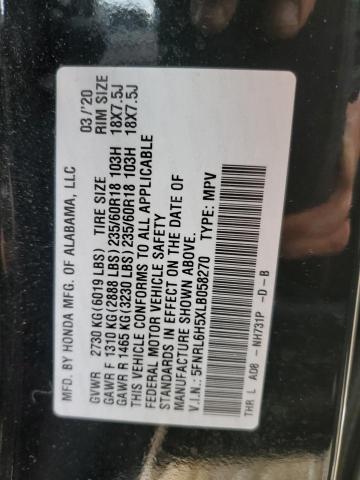 MFD. BY HONDA MFG. OF ALABAMA, LLC 03/'20
GVWR 2730 KG(6019 LBS) TIRE SIZE RIM SIZE
GAWR F 1310 KG(2888 LBS) 235/60R18 103H 18X7.5J
GAWR R 1465 KG(3230 LBS) 235/60R18 103H 18X7.5J
THIS VEHICLE CONFORMS TO ALL APPLICABLE
FEDERAL MOTOR VEHICLE SAFETY
STANDARDS IN EFFECT ON THE DATE OF
MANUFACTURE SHOWN ABOVE.
V.I.N.: 5FNRL6H5XLB058270 TYPE: MPV
THR L AD0 - NH731P - D - B